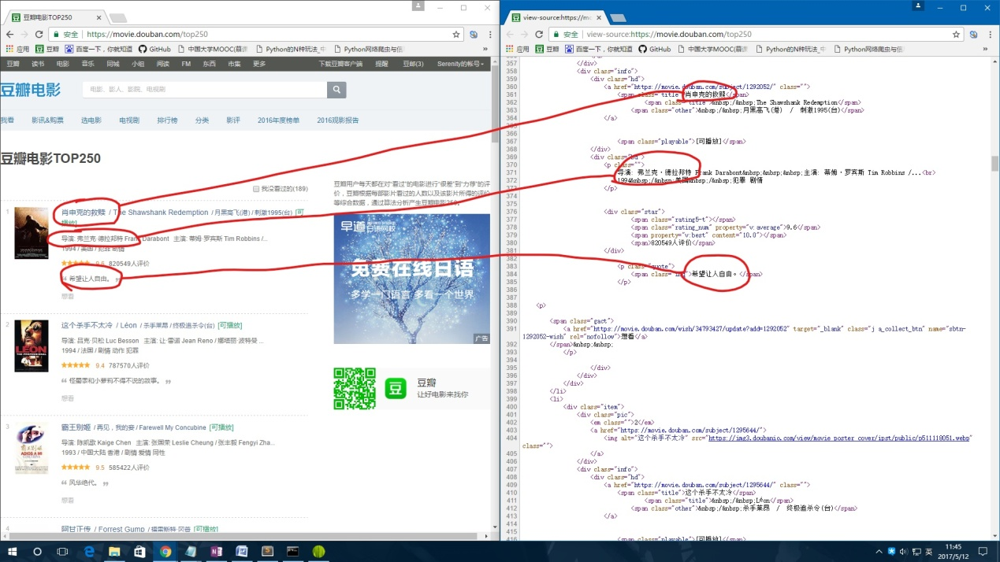 豆瓣电影TOP250
安全 https://movie.douban.com/top250
应用 豆瓣 百度一下，你就知道 GitHub 中国大学MOOC(慕课 Python的N种玩法_中 Python网络爬虫与信 »
豆瓣 读书 电影 音乐 同城 小组 阅读 FM 东西 市集 更多 下载豆瓣客户端 提醒 豆邮(3) Serenity的帐号
豆瓣电影
电影、影人、影院、电视剧
我看 影讯&购票 选电影 电视剧 排行榜 分类 影评 2016年度榜单 2016观影报告
豆瓣电影TOP250
我没看过的(189)
1
肖申克的救赎 / The Shawshank Redemption / 月黑高飞(港) / 刺激1995(台) [可
播放]
导演: 弗兰克·德拉邦特 Frank Darabont 主演: 蒂姆·罗宾斯 Tim Robbins /...
1994 / 美国 / 犯罪 剧情
9.6 820549人评价
希望让人自由。
想看
2
LEON
THE PROFESSIONAL
这个杀手不太冷 / Léon / 杀手莱昂 / 终极追杀令(台) [可播放]
导演: 吕克·贝松 Luc Besson 主演: 让·雷诺 Jean Reno / 娜塔丽·波特曼 ...
1994 / 法国 / 剧情 动作 犯罪
9.4 787570人评价
怪蜀黍和小萝莉不得不说的故事。
想看
3
霸王别姬 / 再见，我的爱 / Farewell My Concubine [可播放]
导演: 陈凯歌 Kaige Chen 主演: 张国荣 Leslie Cheung / 张丰毅 Fengyi Zha...
1993 / 中国大陆 香港 / 剧情 爱情 同性
9.5 585422人评价
风华绝代。
想看
4
阿甘正传 / Forrest Gump / 福雷斯特·冈普 [可播放]
豆瓣用户每天都在对“看过”的电影进行“很差”到“力荐”的评
价，豆瓣根据每部影片看过的人数以及该影片所得的评价
等综合数据，通过算法分析产生豆瓣电影250。
早道
免费在线日语
多学一门语言 多看一个世界
广告
豆
豆瓣
让好电影来找你
view-source:https://mo
安全 view-source:https://movie.douban.com/top250
应用 豆瓣 百度一下，你就知道 GitHub 中国大学MOOC(慕课 Python的N种玩法_中 Python网络爬虫与信 »
357 </div>
358 <div class="info">
359 <div class="hd">
360 <a href="https://movie.douban.com/subject/1292052/" class="">
361 <span class="title">肖申克的救赎</span>
362 <span class="title">&nbsp;/&nbsp;The Shawshank Redemption</span>
363 <span class="other">&nbsp;/&nbsp;月黑高飞(港) / 刺激1995(台)</span>
364 </a>
365
366
367 <span class="playable">[可播放]</span>
368 </div>
369 <div class="bd">
370 <p class="">
371 导演: 弗兰克·德拉邦特 Frank Darabont&nbsp;&nbsp;&nbsp;主演: 蒂姆·罗宾斯 Tim Robbins /...<br>
372 1994&nbsp;/&nbsp;美国&nbsp;/&nbsp;犯罪 剧情
373 </p>
374
375
376 <div class="star">
377 <span class="rating5-t"></span>
378 <span class="rating_num" property="v:average">9.6</span>
379 <span property="v:best" content="10.0"></span>
380 <span>820549人评价</span>
381 </div>
382
383 <p class="quote">
384 <span class="inq">希望让人自由。</span>
385 </p>
386
387
388 <p>
389
390 <span class="gact">
391 <a href="https://movie.douban.com/wish/34793427/update?add=1292052" target="_blank" class="j a_collect_btn" name="sbtn-
1292052-wish" rel="nofollow">想看</a>
392 </span>&nbsp;&nbsp;
393 </p>
394
395 </div>
396 </div>
397 </div>
398 </li>
399 <li>
400 <div class="item">
401 <div class="pic">
402 <em class="">2</em>
403 <a href="https://movie.douban.com/subject/1295644/">
404 <img alt="这个杀手不太冷" src="https://img3.doubanio.com/view/movie_poster_cover/ipst/public/p511118051.webp"
class="">
405 </a>
406 </div>
407 <div class="info">
408 <div class="hd">
409 <a href="https://movie.douban.com/subject/1295644/" class="">
410 <span class="title">这个杀手不太冷</span>
411 <span class="title">&nbsp;/&nbsp;Léon</span>
412 <span class="other">&nbsp;/&nbsp;杀手莱昂 / 终极追杀令(台)</span>
413 </a>
414
415
416 <span class="playable">[可播放]</span>
英
11:45
2017/5/12